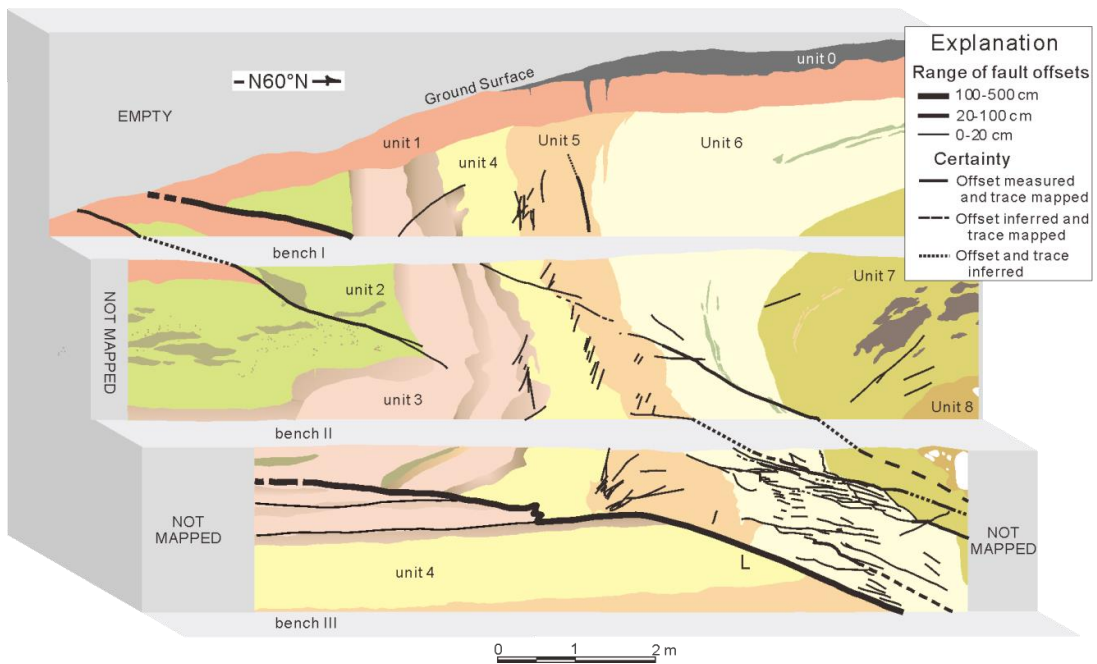 unit 0
N60°N
Ground Surface
EMPTY
unit 1
Unit 5
Unit 6
unit 4
bench I
Explanation
Range of fault offsets
100-500 cm
20-100 cm
0-20 cm
Certainty
Offset measured
and trace mapped
Offset inferred and
trace mapped
Offset and trace
inferred
NOT MAPPED
unit 2
Unit 7
unit 3
Unit 8
bench II
NOT
MAPPED
NOT
MAPPED
L
unit 4
bench III
0 1 2 m